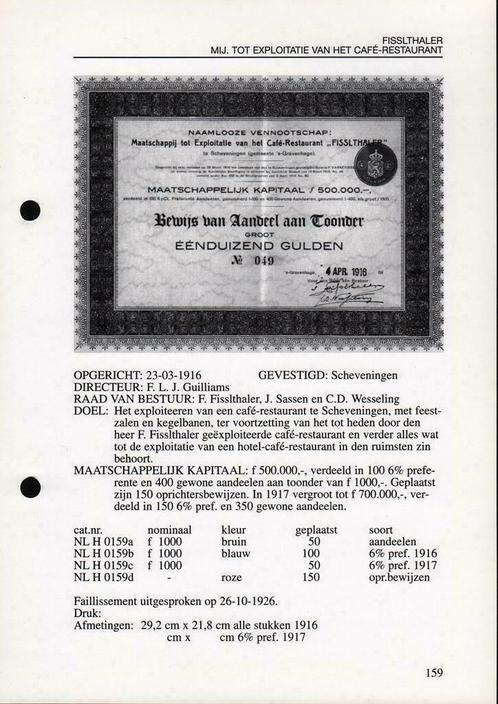 FISSLTHALER
MIJ. TOT EXPLOITATIE VAN HET CAFÉ-RESTAURANT
NAAMLOOZE VENNOOTSCHAP:
Maatschappij tot Exploitatie van het Café-Restaurant „FISSLTHALER"
te Scheveningen (gemeente 's-Gravenhage).
MAATSCHAPPELIJK KAPITAAL f 500.000.-,
Bewijs van Aandeel aan Toonder
GROOT
ÉÉNDUIZEND GULDEN
№ 049
's-Gravenhage, 4 APR. 1916
OPGERICHT: 23-03-1916 GEVESTIGD: Scheveningen
DIRECTEUR: F. L. J. Guilliams
RAAD VAN BESTUUR: F. Fisslthaler, J. Sassen en C.D. Wesseling
DOEL: Het exploiteeren van een café-restaurant te Scheveningen, met feest-
zalen en kegelbanen, ter voortzetting van het tot heden door den
heer F. Fisslthaler geëxploiteerde café-restaurant en verder alles wat
tot de exploitatie van een hotel-café-restaurant in den ruimsten zin
behoort.
MAATSCHAPPELIJK KAPITAAL: f 500.000,-, verdeeld in 100 6% prefe-
rente en 400 gewone aandeelen aan toonder van f 1000,-. Geplaatst
zijn 150 oprichtersbewijzen. In 1917 vergroot tot f 700.000,-, ver-
deeld in 150 6% pref. en 350 gewone aandeelen.
cat.nr. nominaal kleur geplaatst soort
NL H 0159a f 1000 bruin 50 aandeelen
NL H 0159b f 1000 blauw 100 6% pref. 1916
NL H 0159c f 1000 50 6% pref. 1917
NL H 0159d - roze 150 opr.bewijzen
Faillissement uitgesproken op 26-10-1926.
Druk:
Afmetingen: 29,2 cm x 21,8 cm alle stukken 1916
cm x cm 6% pref. 1917
159